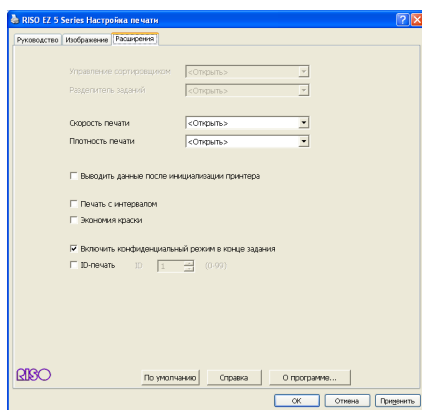 RISO EZ 5 Series Настройка печати
Руководство Изображение Расширения
Управление сортировщиком <Открыть>
Разделитель заданий <Открыть>
Скорость печати <Открыть>
Плотность печати <Открыть>
Выводить данные после инициализации принтера
Печать с интервалом
Экономия краски
Включить конфиденциальный режим в конце задания
ID-печать ID 1 (0-99)
RISO По умолчанию Справка О программе...
ОК Отмена Применить